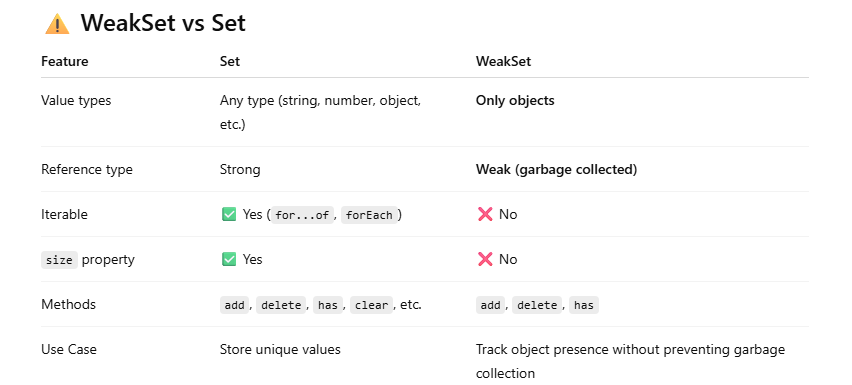 ⚠️ WeakSet vs Set
Feature Set WeakSet
Value types Any type (string, number, object, Only objects
etc.)
Reference type Strong Weak (garbage collected)
Iterable ✅ Yes (for...of, forEach) ❌ No
size property ✅ Yes ❌ No
Methods add, delete, has, clear, etc. add, delete, has
Use Case Store unique values Track object presence without preventing garbage
collection